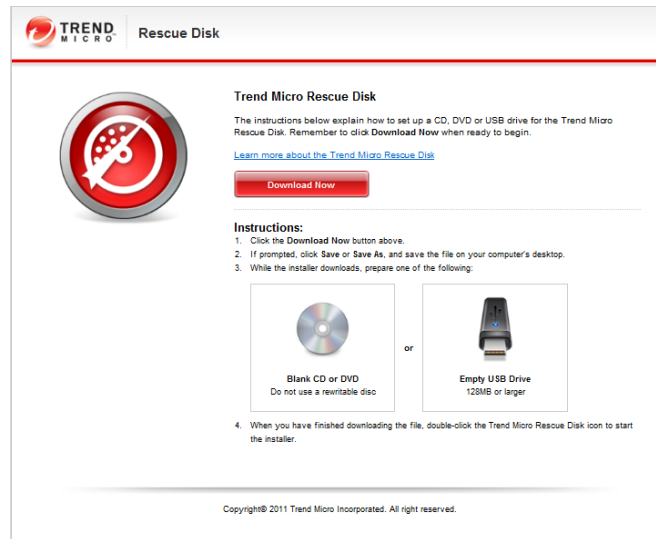 TREND
MICRO
Rescue Disk
Trend Micro Rescue Disk
The instructions below explain how to set up a CD, DVD or USB drive for the Trend Micro
Rescue Disk. Remember to click Download Now when ready to begin.
Learn more about the Trend Micro Rescue Disk
Download Now
Instructions:
1. Click the Download Now button above.
2. If prompted, click Save or Save As, and save the file on your computer's desktop.
3. While the installer downloads, prepare one of the following:
Blank CD or DVD
Do not use a rewritable disc
or
Empty USB Drive
128MB or larger
4. When you have finished downloading the file, double-click the Trend Micro Rescue Disk icon to start
the installer.
Copyright© 2011 Trend Micro Incorporated. All right reserved.